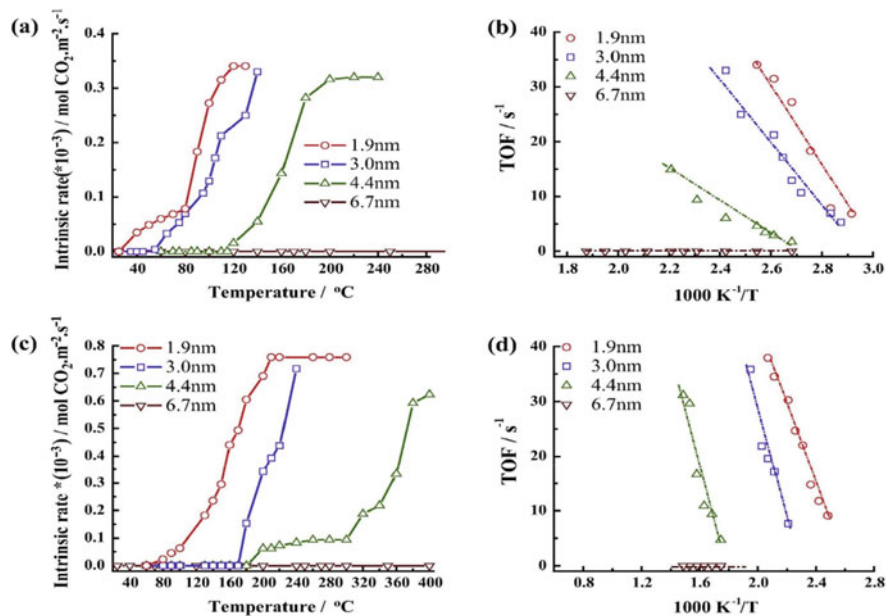 (a)
Intrinsic rate(*10⁻³) / mol CO₂.m⁻².s⁻¹
0.4
0.3
0.2
0.1
0.0
1.9nm
3.0nm
4.4nm
6.7nm
40 80 120 160 200 240 280
Temperature / °C
(b)
TOF / s⁻¹
40
30
20
10
0
1.9nm
3.0nm
4.4nm
6.7nm
1.8 2.0 2.2 2.4 2.6 2.8 3.0
1000 K⁻¹/T
(c)
Intrinsic rate *(10⁻³) / mol CO₂.m⁻².s⁻¹
0.8
0.7
0.6
0.5
0.4
0.3
0.2
0.1
0.0
1.9nm
3.0nm
4.4nm
6.7nm
40 80 120 160 200 240 280 320 360 400
Temperature / °C
(d)
TOF / s⁻¹
40
30
20
10
0
1.9nm
3.0nm
4.4nm
6.7nm
0.8 1.2 1.6 2.0 2.4 2.8
1000 K⁻¹/T